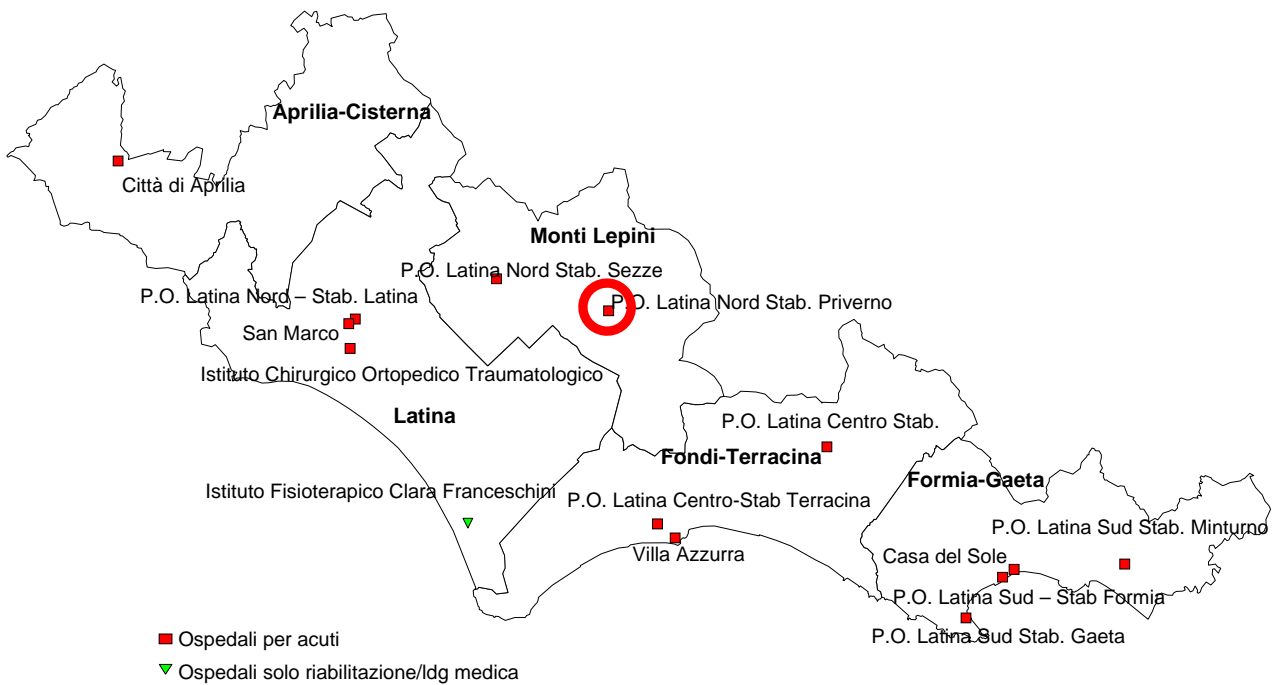 Aprilia-Cisterna
Città di Aprilia
Monti Lepini
P.O. Latina Nord Stab. Sezze
P.O. Latina Nord – Stab. Latina
P.O. Latina Nord Stab. Priverno
San Marco
Istituto Chirurgico Ortopedico Traumatologico
Latina
P.O. Latina Centro Stab.
Fondi-Terracina
Formia-Gaeta
Istituto Fisioterapico Clara Franceschini
P.O. Latina Centro-Stab Terracina
P.O. Latina Sud Stab. Minturno
Villa Azzurra
Casa del Sole
P.O. Latina Sud – Stab Formia
P.O. Latina Sud Stab. Gaeta
Ospedali per acuti
Ospedali solo riabilitazione/ldg medica